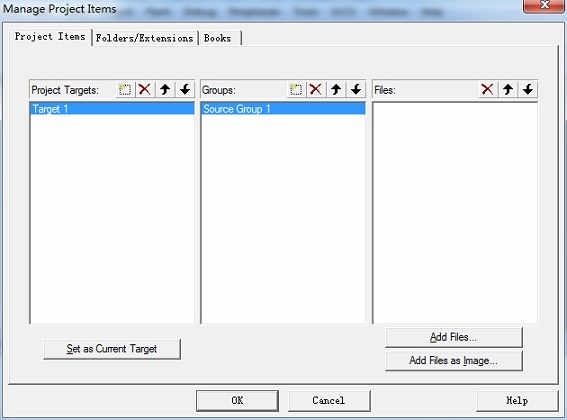 Manage Project Items
Project Items Folders/Extensions Books
Project Targets: Groups: Files:
Target 1 Source Group 1
Set as Current Target
Add Files...
Add Files as Image...
OK Cancel Help